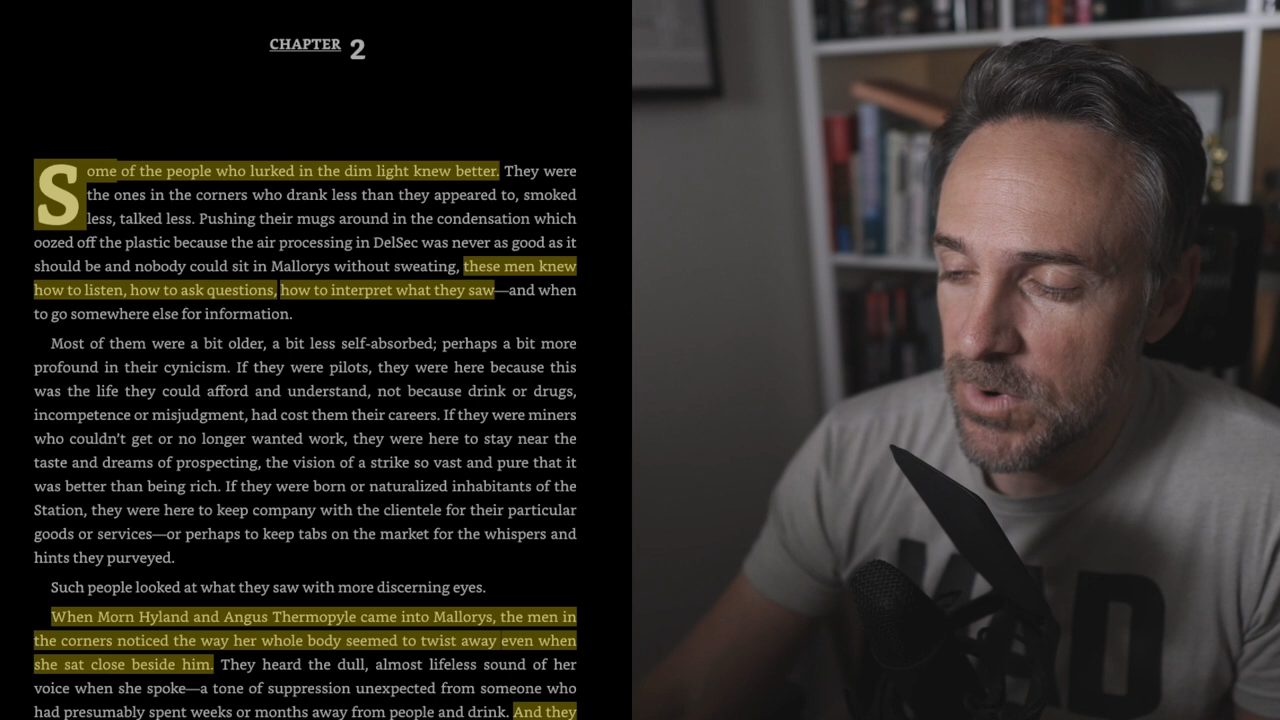 CHAPTER 2
Some of the people who lurked in the dim light knew better. They were
the ones in the corners who drank less than they appeared to, smoked
less, talked less. Pushing their mugs around in the condensation which
oozed off the plastic because the air processing in DelSec was never as good as it
should be and nobody could sit in Mallorys without sweating, these men knew
how to listen, how to ask questions, how to interpret what they saw—and when
to go somewhere else for information.
Most of them were a bit older, a bit less self-absorbed; perhaps a bit more
profound in their cynicism. If they were pilots, they were here because this
was the life they could afford and understand, not because drink or drugs,
incompetence or misjudgment, had cost them their careers. If they were miners
who couldn't get or no longer wanted work, they were here to stay near the
taste and dreams of prospecting, the vision of a strike so vast and pure that it
was better than being rich. If they were born or naturalized inhabitants of the
Station, they were here to keep company with the clientele for their particular
goods or services—or perhaps to keep tabs on the market for the whispers and
hints they purveyed.
Such people looked at what they saw with more discerning eyes.
When Morn Hyland and Angus Thermopyle came into Mallorys, the men in
the corners noticed the way her whole body seemed to twist away even when
she sat close beside him. They heard the dull, almost lifeless sound of her
voice when she spoke—a tone of suppression unexpected from someone who
had presumably spent weeks or months away from people and drink. And they